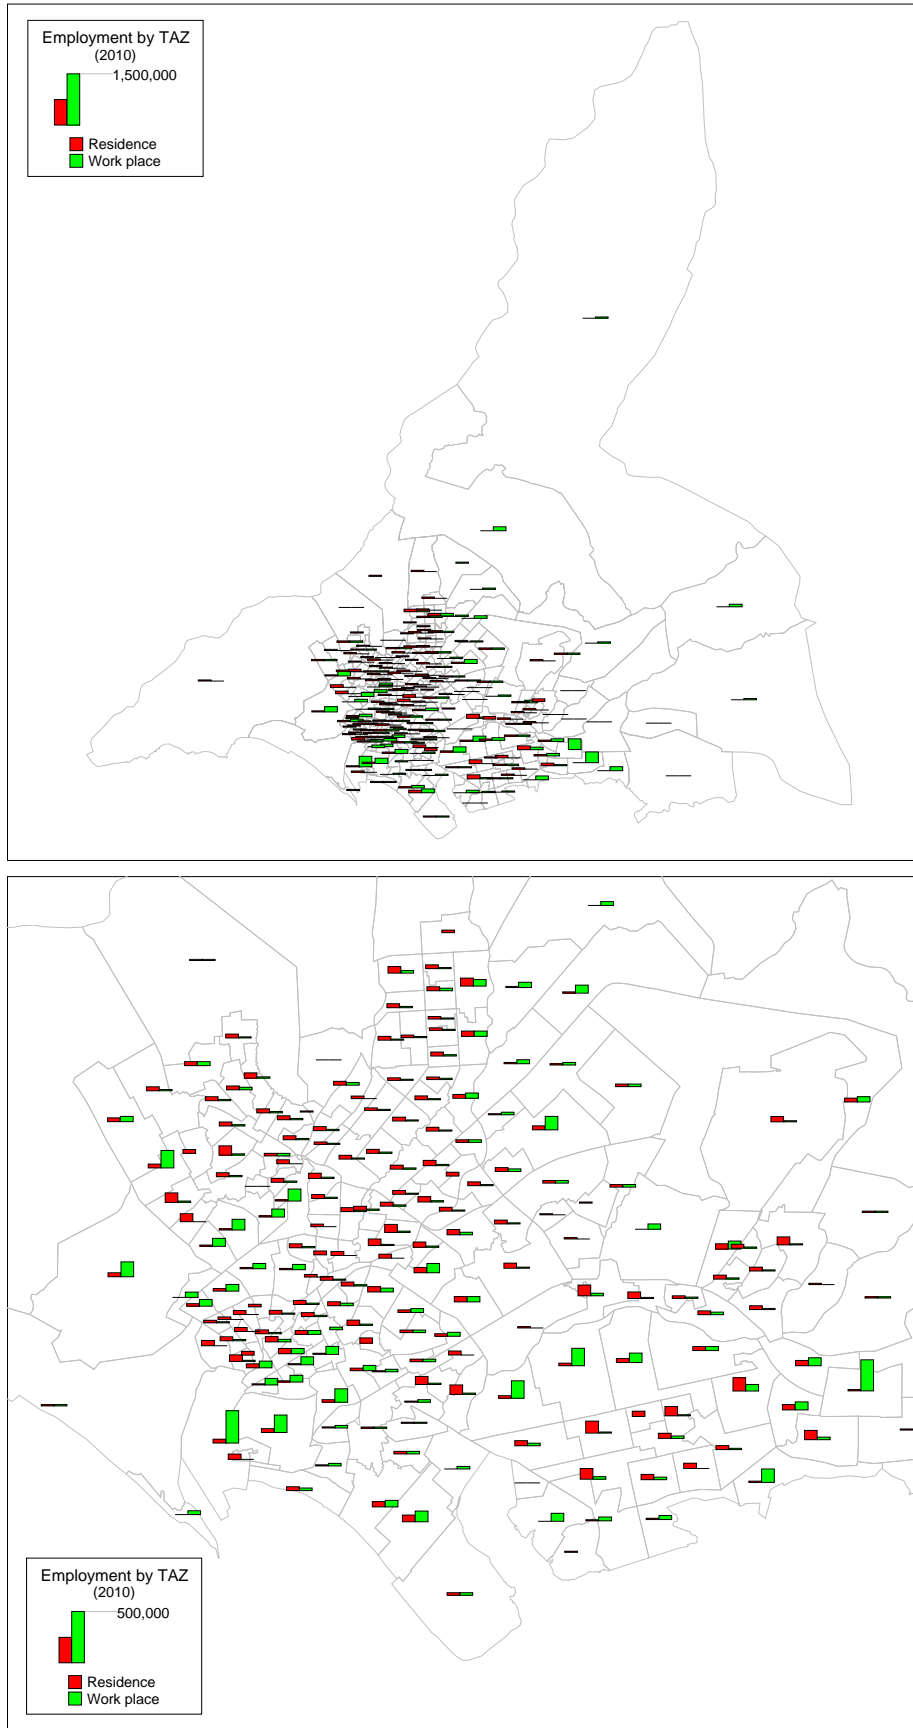 Employment by TAZ
(2010)
1,500,000
Residence
Work place
Employment by TAZ
(2010)
500,000
Residence
Work place